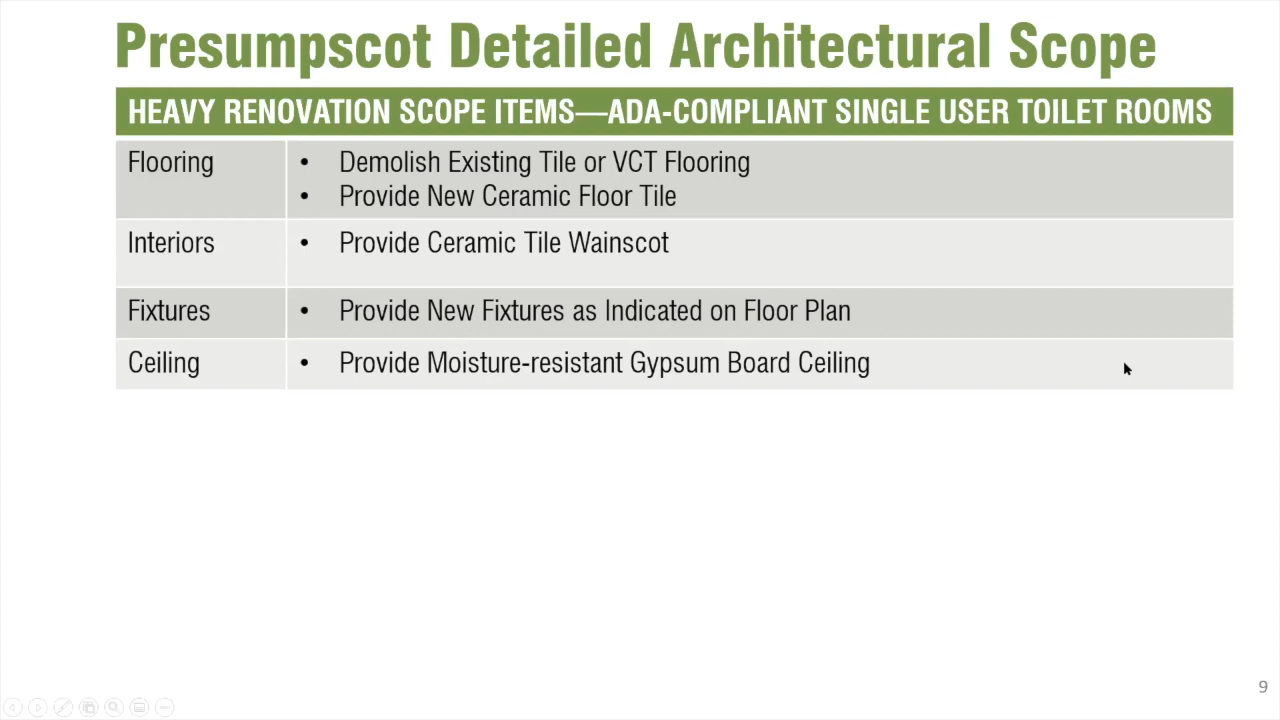 Presumpscot Detailed Architectural Scope
HEAVY RENOVATION SCOPE ITEMS—ADA-COMPLIANT SINGLE USER TOILET ROOMS
Flooring
• Demolish Existing Tile or VCT Flooring
• Provide New Ceramic Floor Tile
Interiors
• Provide Ceramic Tile Wainscot
Fixtures
• Provide New Fixtures as Indicated on Floor Plan
Ceiling
• Provide Moisture-resistant Gypsum Board Ceiling
9